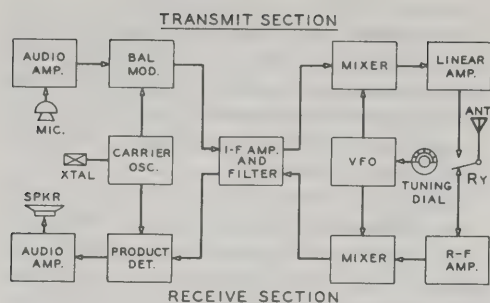 TRANSMIT SECTION
AUDIO
AMP.
BAL
MOD.
MIXER
LINEAR
AMP.
MIC.
ANT
XTAL
CARRIER
OSC.
I-F AMP.
AND
FILTER
VFO
TUNING
DIAL
RY
SPKR
AUDIO
AMP.
PRODUCT
DET.
MIXER
R-F
AMP.
RECEIVE SECTION